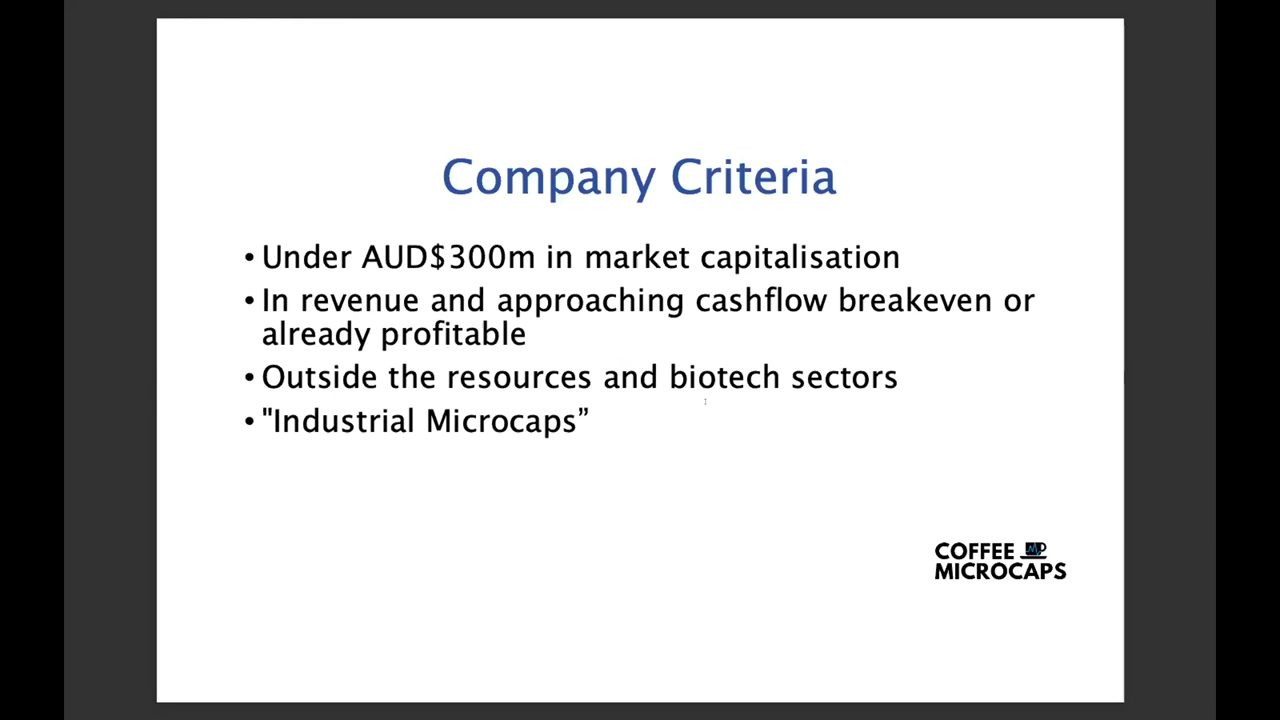 Company Criteria
• Under AUD$300m in market capitalisation
• In revenue and approaching cashflow breakeven or
already profitable
• Outside the resources and biotech sectors
• "Industrial Microcaps”
COFFEE
MICROCAPS